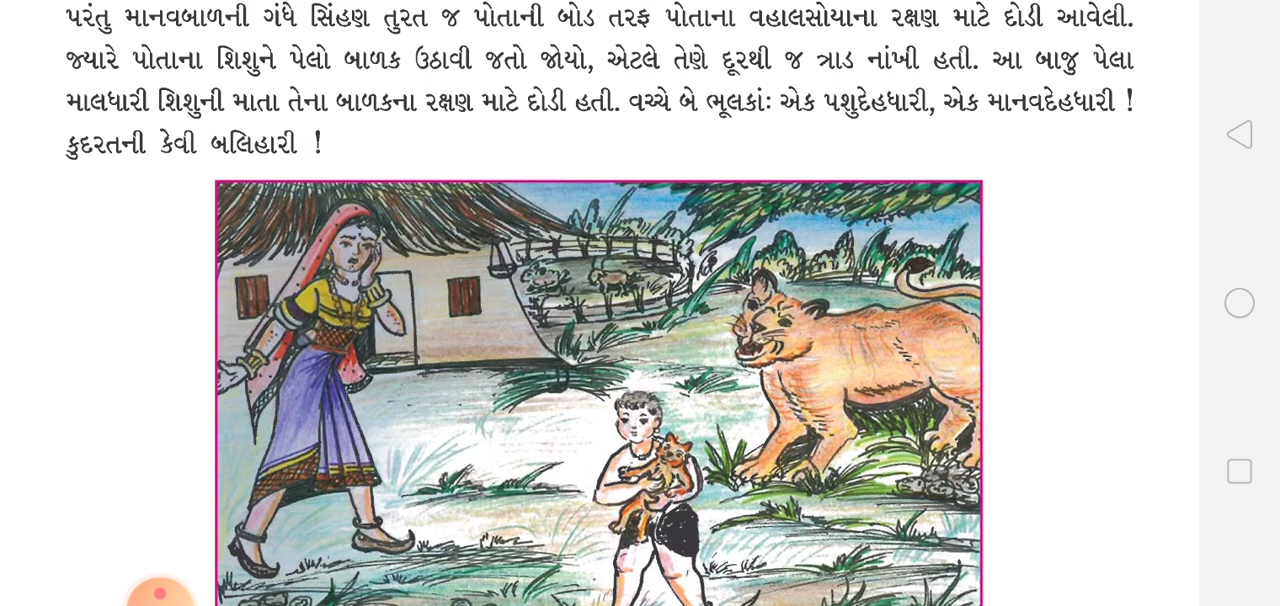 પરંતુ માનવબાળની ગંધે સિંહણ તુરત જ પોતાની બોડ તરફ પોતાના વહાલસોયાના રક્ષણ માટે દોડી આવેલી.
જ્યારે પોતાના શિશુને પેલો બાળક ઉઠાવી જતો જોયો, એટલે તેણે દૂરથી જ ત્રાડ નાંખી હતી. આ બાજુ પેલા
માલધારી શિશુની માતા તેના બાળકના રક્ષણ માટે દોડી હતી. વચ્ચે બે ભૂલકાંઃ એક પશુદેહધારી, એક માનવદેહધારી !
કુદરતની કેવી બલિહારી !